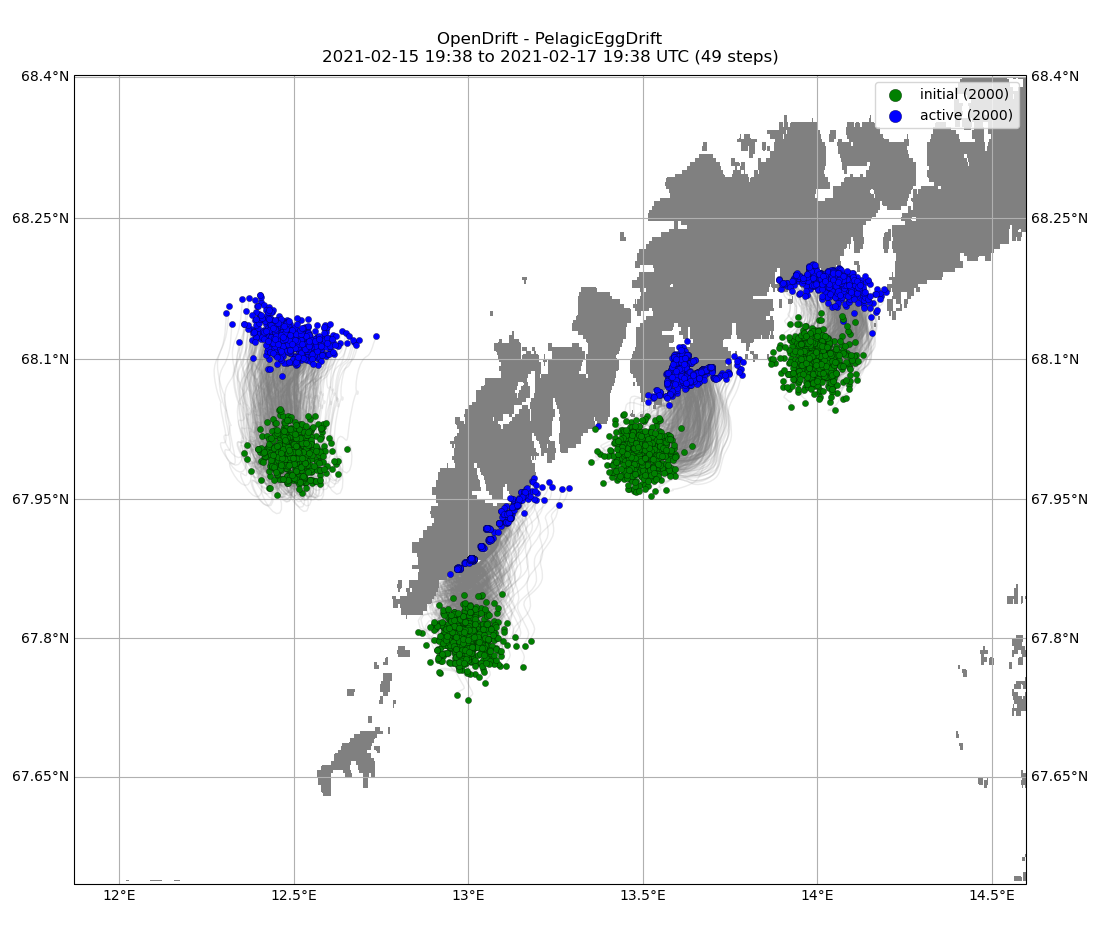 OpenDrift - PelagicEggDrift
2021-02-15 19:38 to 2021-02-17 19:38 UTC (49 steps)
68.4°N 68.4°N
initial (2000)
active (2000)
68.25°N 68.25°N
68.1°N 68.1°N
67.95°N 67.95°N
67.8°N 67.8°N
67.65°N 67.65°N
12°E 12.5°E 13°E 13.5°E 14°E 14.5°E